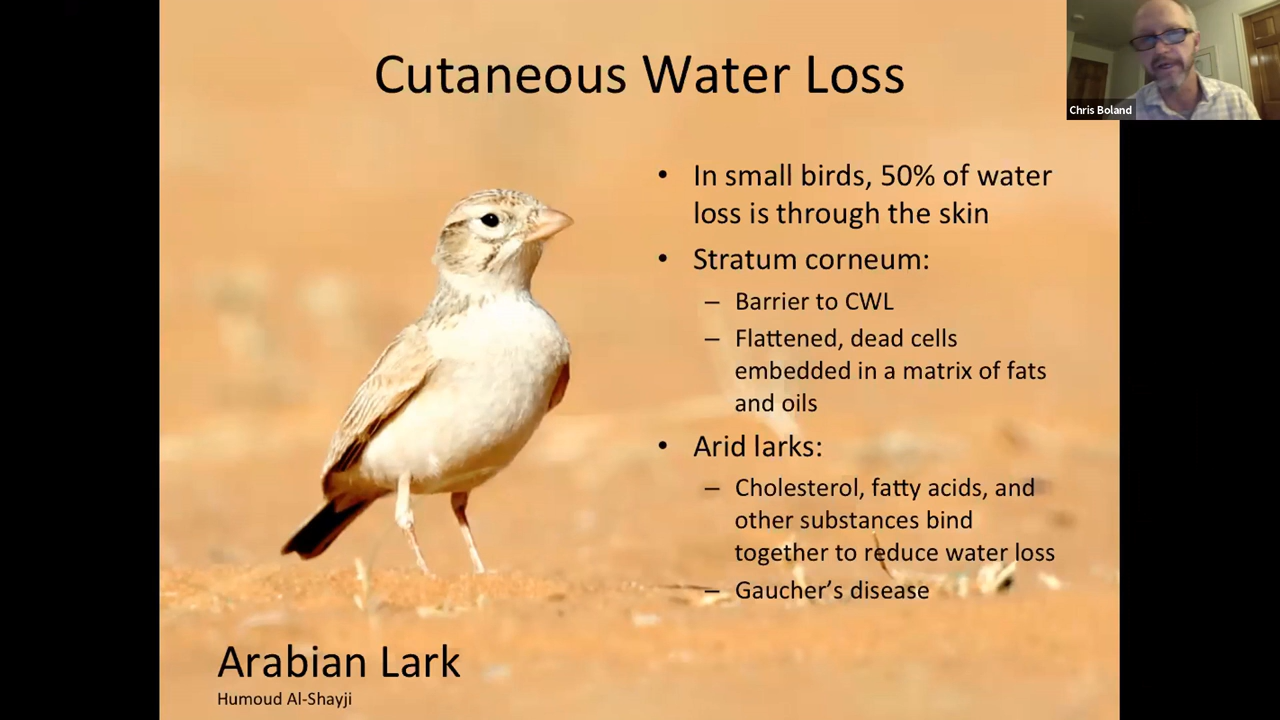 Cutaneous Water Loss
Chris Boland
• In small birds, 50% of water
loss is through the skin
• Stratum corneum:
– Barrier to CWL
– Flattened, dead cells
embedded in a matrix of fats
and oils
• Arid larks:
– Cholesterol, fatty acids, and
other substances bind
together to reduce water loss
– Gaucher’s disease
Arabian Lark
Humoud Al-Shayji